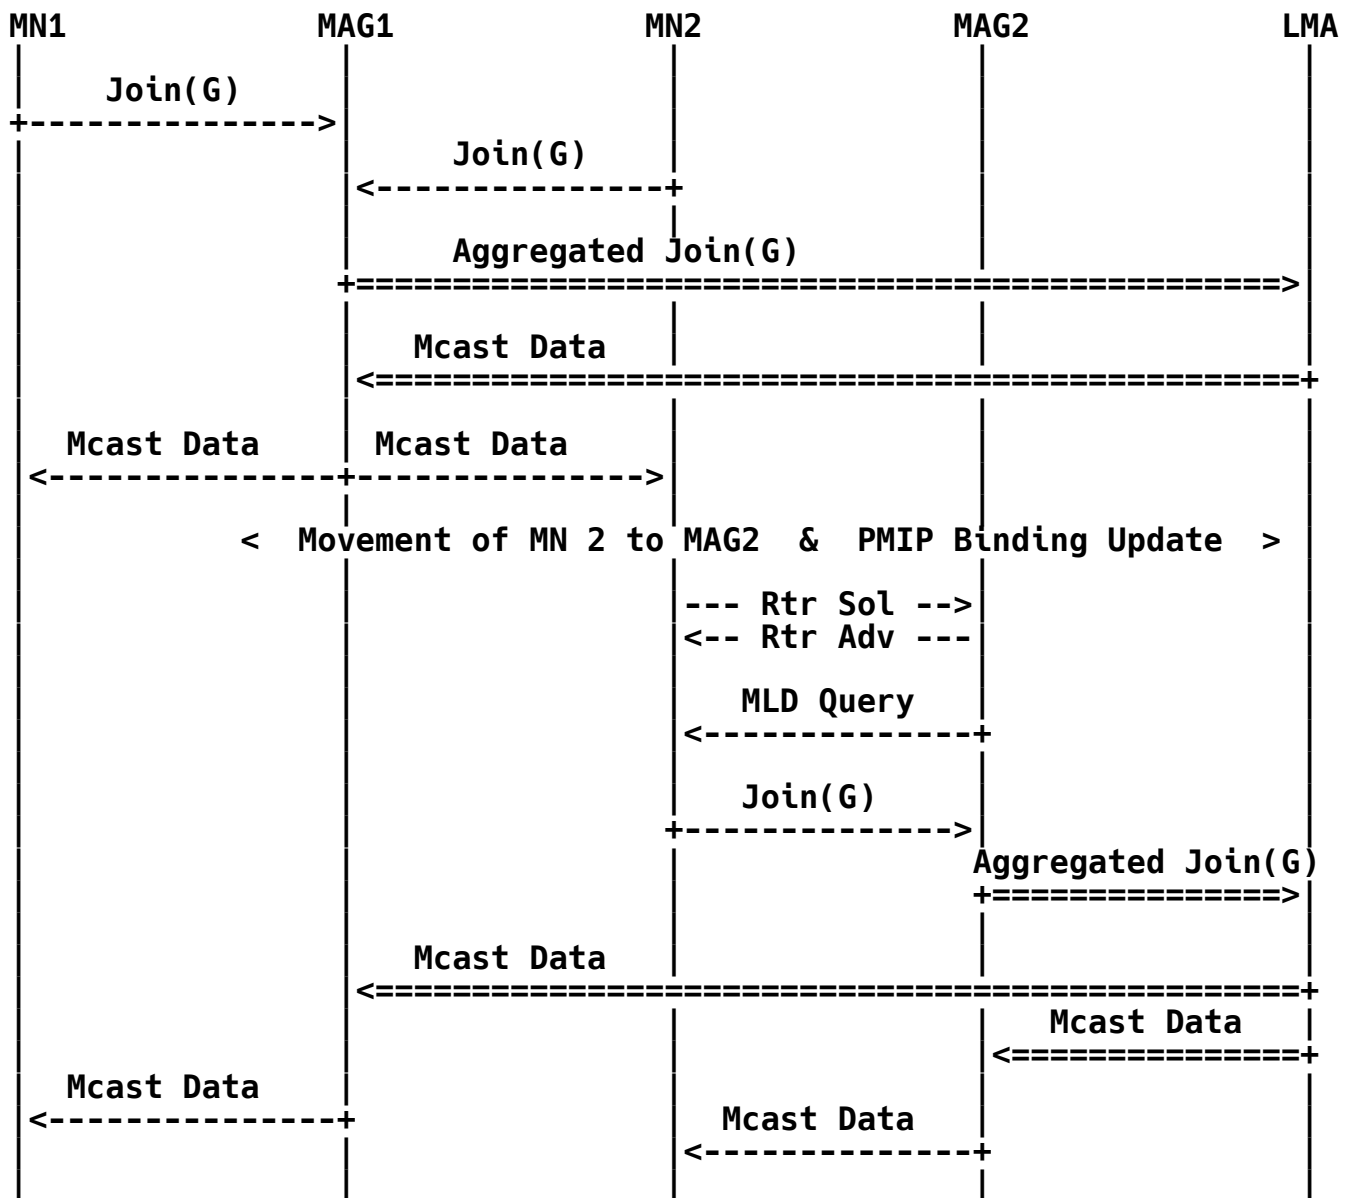 MN1 MAG1 MN2 MAG2 LMA
Join(G)
Join(G)
Aggregated Join(G)
Mcast Data
Mcast Data Mcast Data
< Movement of MN 2 to MAG2 & PMIP Binding Update >
--- Rtr Sol -->
<-- Rtr Adv ---
MLD Query
Join(G)
Aggregated Join(G)
Mcast Data
Mcast Data
Mcast Data
Mcast Data